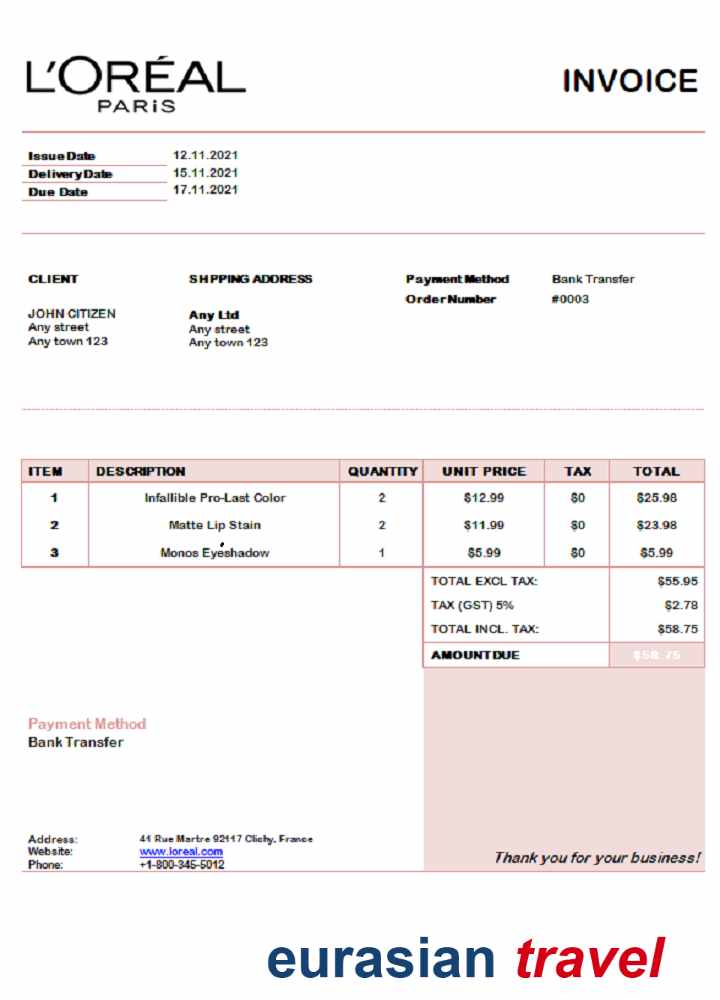 L'ORÉAL
PARiS
INVOICE
Issue Date 12.11.2021
Delivery Date 15.11.2021
Due Date 17.11.2021
CLIENT SHPPING ADDRESS Payment Method Bank Transfer
Order Number #0003
JOHN CITIZEN Any Ltd
Any street Any street
Any town 123 Any town 123
ITEM DESCRIPTION QUANTITY UNIT PRICE TAX TOTAL
1 Infallible Pro-Last Color 2 $12.99 $0 $25.98
2 Matte Lip Stain 2 $11.99 $0 $23.98
3 Monos Eyeshadow 1 $5.99 $0 $5.99
TOTAL EXCL TAX: $55.95
TAX (GST) 5% $2.78
TOTAL INCL. TAX: $58.75
AMOUNT DUE $58.75
Payment Method
Bank Transfer
Address: 41 Rue Martre 92117 Clichy, France
Website: www.loreal.com
Phone: +1-800-345-5012
Thank you for your business!
eurasian travel